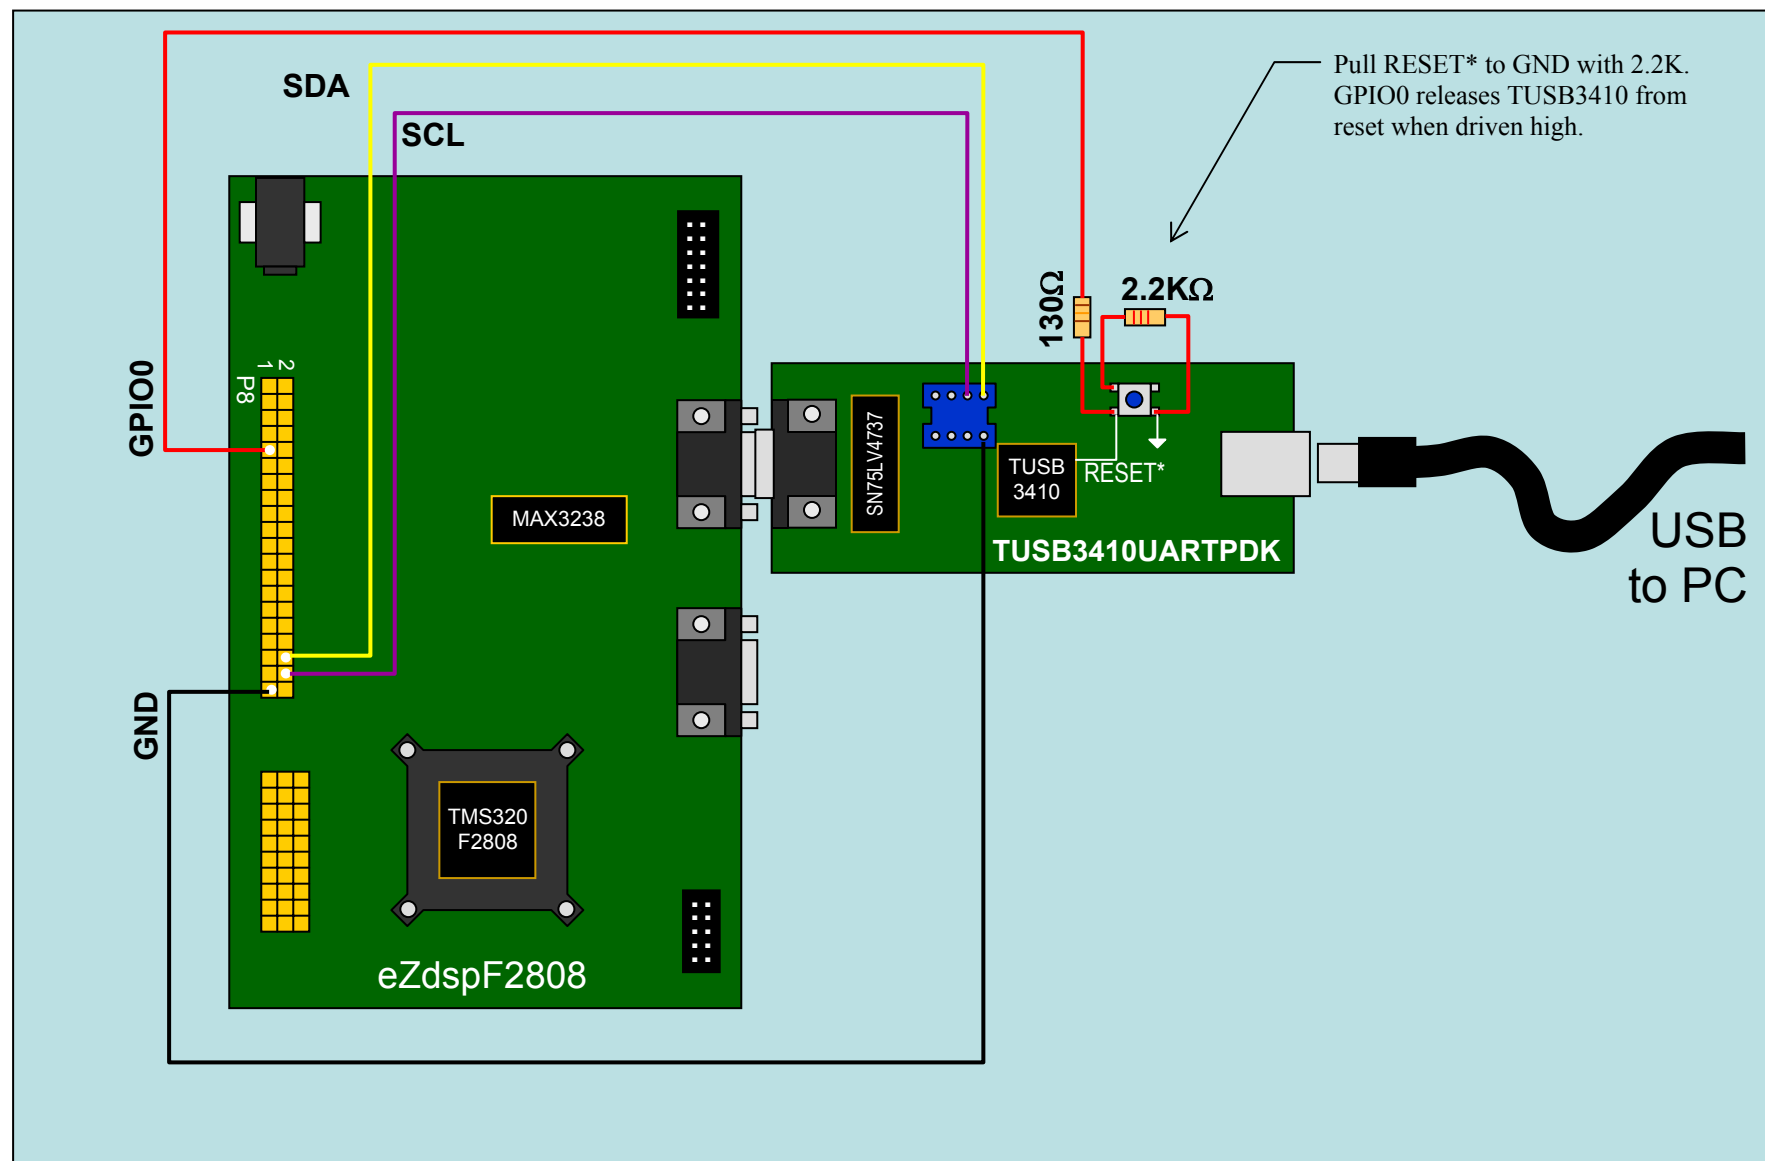 SDA
SCL
Pull RESET* to GND with 2.2K.
GPIO0 releases TUSB3410 from
reset when driven high.
130Ω
2.2KΩ
GPIO0
1
2
P8
MAX3238
SN75LV4737
TUSB
3410
RESET*
TUSB3410UARTPDK
USB
to PC
GND
TMS320
F2808
eZdspF2808